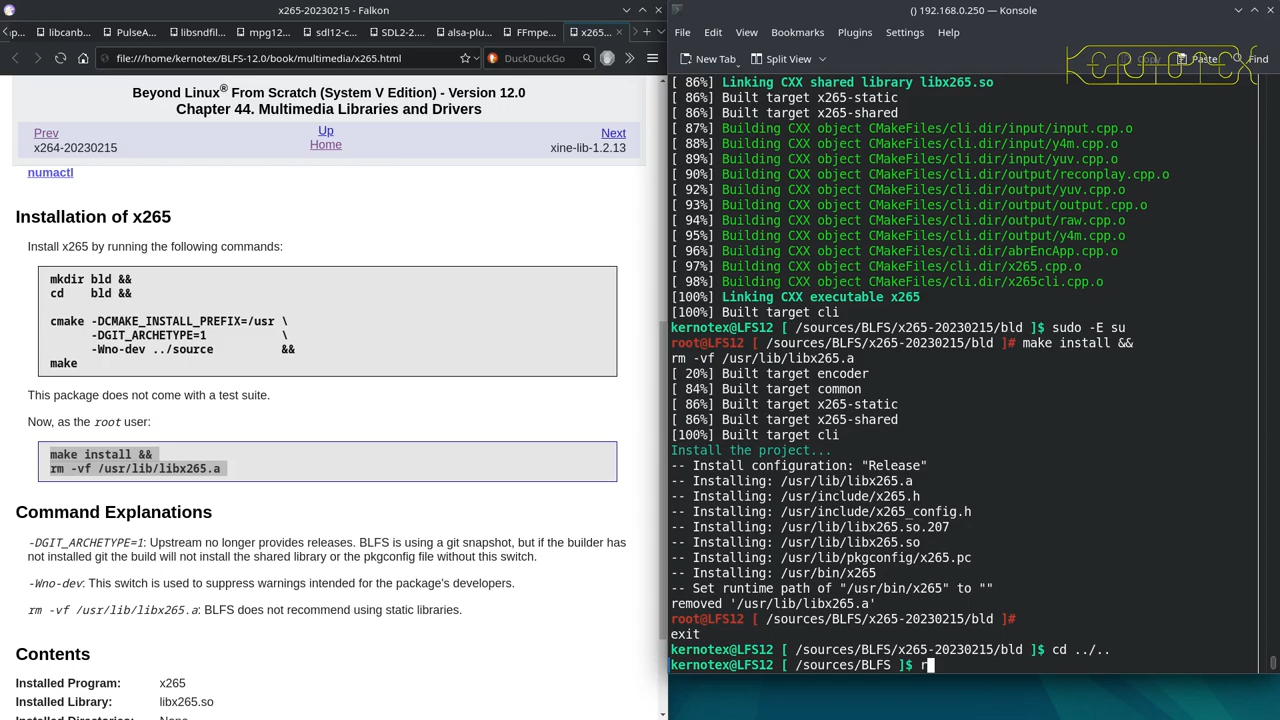 x265-20230215 - Falkon
() 192.168.0.250 — Konsole
libcanb...
PulseA...
libsndfil...
mpg12...
sdl12-c...
SDL2-2....
alsa-plu...
FFmpe...
x265...
file:///home/kernotex/BLFS-12.0/book/multimedia/x265.html
DuckDuckGo
File Edit View Bookmarks Plugins Settings Help
New Tab
Split View
Copy
Paste
Find
Kernotex
Beyond Linux® From Scratch (System V Edition) - Version 12.0
Chapter 44. Multimedia Libraries and Drivers
Prev
Up
Next
x264-20230215
Home
xine-lib-1.2.13
numactl
Installation of x265
Install x265 by running the following commands:
mkdir bld &&
cd    bld &&
cmake -DCMAKE_INSTALL_PREFIX=/usr \
-DGIT_ARCHETYPE=1 \
-Wno-dev ../source &&
make
This package does not come with a test suite.
Now, as the root user:
make install &&
rm -vf /usr/lib/libx265.a
Command Explanations
-DGIT_ARCHETYPE=1: Upstream no longer provides releases. BLFS is using a git snapshot, but if the builder has
not installed git the build will not install the shared library or the pkgconfig file without this switch.
-Wno-dev: This switch is used to suppress warnings intended for the package's developers.
rm -vf /usr/lib/libx265.a: BLFS does not recommend using static libraries.
Contents
Installed Program: x265
Installed Library: libx265.so
Installed Directories: None
[ 86%] Linking CXX shared library libx265.so
[ 86%] Built target x265-static
[ 86%] Built target x265-shared
[ 87%] Building CXX object CMakeFiles/cli.dir/input/input.cpp.o
[ 88%] Building CXX object CMakeFiles/cli.dir/input/y4m.cpp.o
[ 89%] Building CXX object CMakeFiles/cli.dir/input/yuv.cpp.o
[ 90%] Building CXX object CMakeFiles/cli.dir/output/reconplay.cpp.o
[ 92%] Building CXX object CMakeFiles/cli.dir/output/yuv.cpp.o
[ 93%] Building CXX object CMakeFiles/cli.dir/output/output.cpp.o
[ 94%] Building CXX object CMakeFiles/cli.dir/output/raw.cpp.o
[ 95%] Building CXX object CMakeFiles/cli.dir/output/y4m.cpp.o
[ 96%] Building CXX object CMakeFiles/cli.dir/abrEncApp.cpp.o
[ 97%] Building CXX object CMakeFiles/cli.dir/x265.cpp.o
[ 98%] Building CXX object CMakeFiles/cli.dir/x265cli.cpp.o
[100%] Linking CXX executable x265
[100%] Built target cli
kernotex@LFS12 [ /sources/BLFS/x265-20230215/bld ]$ sudo -E su
root@LFS12 [ /sources/BLFS/x265-20230215/bld ]# make install &&
rm -vf /usr/lib/libx265.a
[ 20%] Built target encoder
[ 84%] Built target common
[ 86%] Built target x265-static
[ 86%] Built target x265-shared
[100%] Built target cli
Install the project...
-- Install configuration: "Release"
-- Installing: /usr/lib/libx265.a
-- Installing: /usr/include/x265.h
-- Installing: /usr/include/x265_config.h
-- Installing: /usr/lib/libx265.so.207
-- Installing: /usr/lib/libx265.so
-- Installing: /usr/lib/pkgconfig/x265.pc
-- Installing: /usr/bin/x265
-- Set runtime path of "/usr/bin/x265" to ""
removed '/usr/lib/libx265.a'
root@LFS12 [ /sources/BLFS/x265-20230215/bld ]#
exit
kernotex@LFS12 [ /sources/BLFS/x265-20230215/bld ]$ cd ../..
kernotex@LFS12 [ /sources/BLFS ]$ r